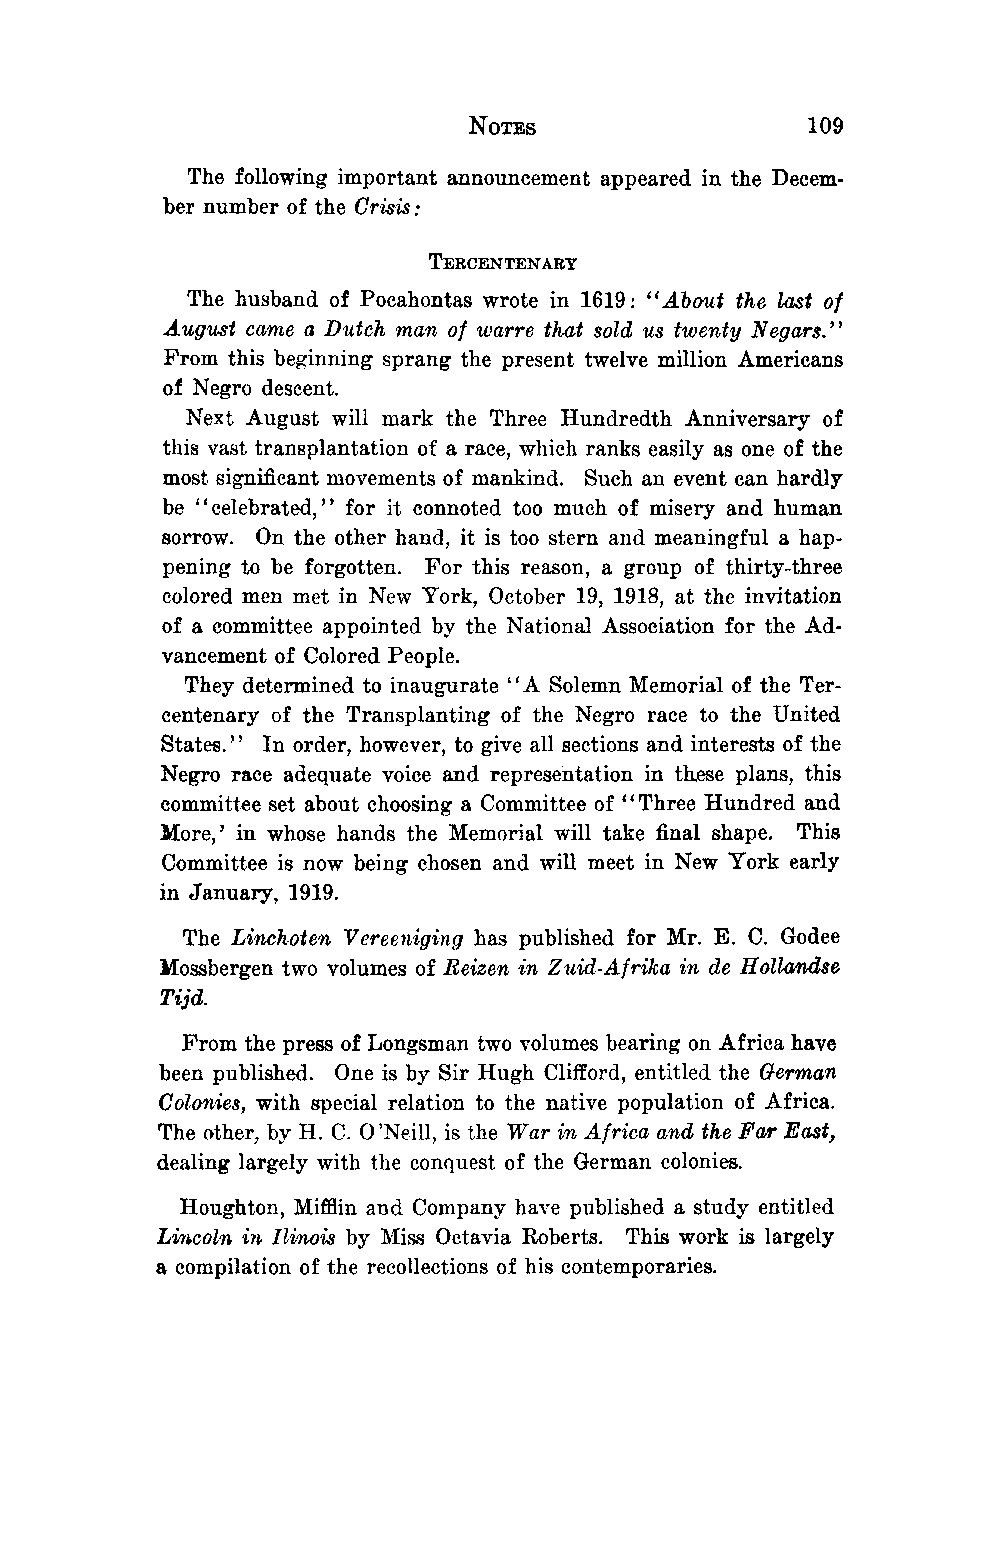 NOTES 109
The following important announcement appeared in the Decem-
ber number of the Crisis:
TERCENTENARY
The husband of Pocahontas wrote in 1619: "About the last of
August came a Dutch man of warre that sold us twenty Negars."
From this beginning sprang the present twelve million Americans
of Negro descent.
Next August will mark the Three Hundredth Anniversary of
this vast transplantation of a race, which ranks easily as one of the
most significant movements of mankind. Such an event can hardly
be "celebrated," for it connoted too much of misery and human
sorrow. On the other hand, it is too stern and meaningful a hap-
pening to be forgotten. For this reason, a group of thirty-three
colored men met in New York, October 19, 1918, at the invitation
of a committee appointed by the National Association for the Ad-
vancement of Colored People.
They determined to inaugurate "A Solemn Memorial of the Ter-
centenary of the Transplanting of the Negro race to the United
States." In order, however, to give all sections and interests of the
Negro race adequate voice and representation in these plans, this
committee set about choosing a Committee of "Three Hundred and
More,' in whose hands the Memorial will take final shape. This
Committee is now being chosen and will meet in New York early
in January, 1919.
The Linchoten Vereeniging has published for Mr. E. C. Godee
Mossbergen two volumes of Reizen in Zuid-Afrika in de Hollandse
Tijd.
From the press of Longsman two volumes bearing on Africa have
been published. One is by Sir Hugh Clifford, entitled the German
Colonies, with special relation to the native population of Africa.
The other, by H. C. O'Neill, is the War in Africa and the Far East,
dealing largely with the conquest of the German colonies.
Houghton, Mifflin and Company have published a study entitled
Lincoln in Ilinois by Miss Octavia Roberts. This work is largely
a compilation of the recollections of his contemporaries.